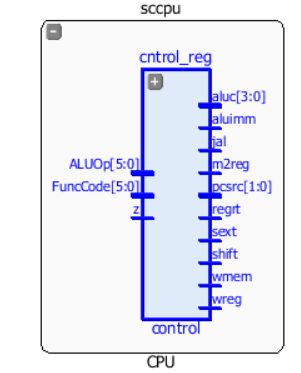 sccpu
cntrol_reg
aluc[3:0]
aluimm
jal
ALUOp[5:0]
m2reg
FuncCode[5:0]
pcsrc[1:0]
z
regrt
sext
shift
wmem
wreg
control
CPU